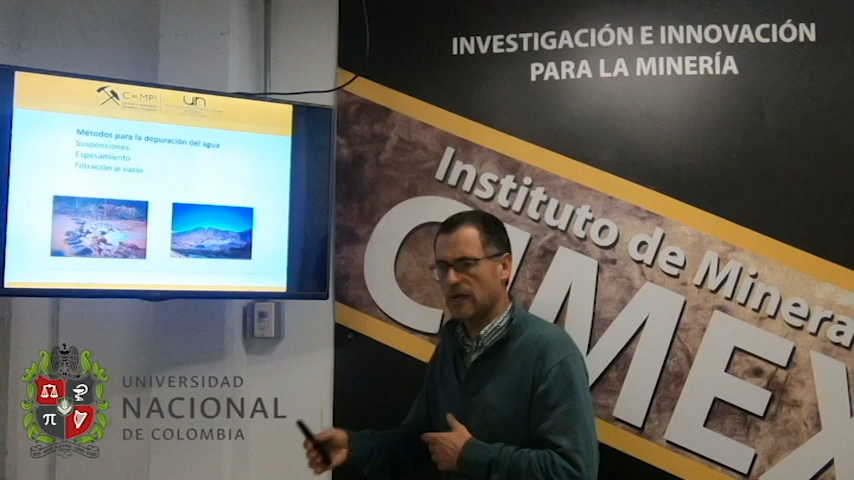 INVESTIGACIÓN E INNOVACIÓN
PARA LA MINERÍA
Instituto de Minera
CIMEX
Métodos para la depuración del agua
Suspensiones
Espesamiento
Filtración al vacío
UNIVERSIDAD
NACIONAL
DE COLOMBIA